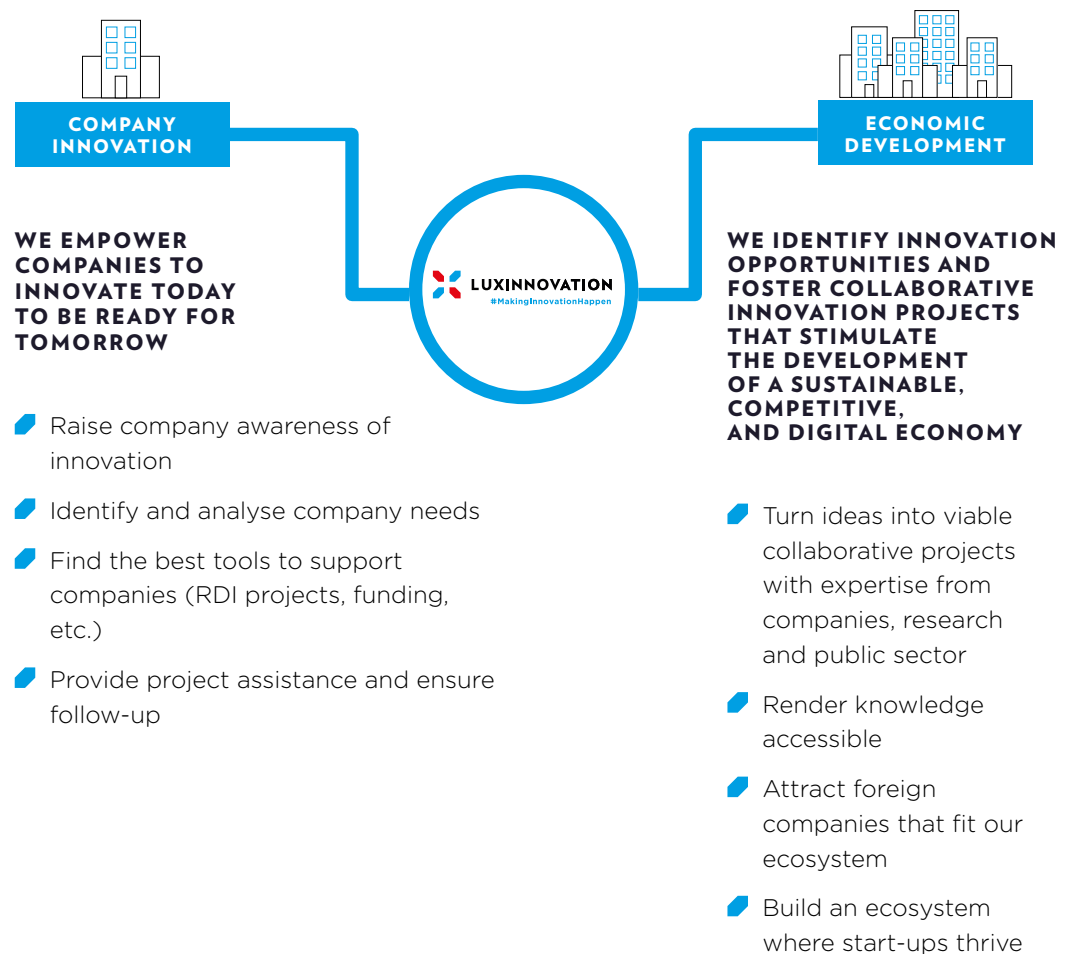 COMPANY
INNOVATION
WE EMPOWER
COMPANIES TO
INNOVATE TODAY
TO BE READY FOR
TOMORROW
Raise company awareness of
innovation
Identify and analyse company needs
Find the best tools to support
companies (RDI projects, funding,
etc.)
Provide project assistance and ensure
follow-up
LUXINNOVATION
#MakingInnovationHappen
ECONOMIC
DEVELOPMENT
WE IDENTIFY INNOVATION
OPPORTUNITIES AND
FOSTER COLLABORATIVE
INNOVATION PROJECTS
THAT STIMULATE
THE DEVELOPMENT
OF A SUSTAINABLE,
COMPETITIVE,
AND DIGITAL ECONOMY
Turn ideas into viable
collaborative projects
with expertise from
companies, research
and public sector
Render knowledge
accessible
Attract foreign
companies that fit our
ecosystem
Build an ecosystem
where start-ups thrive